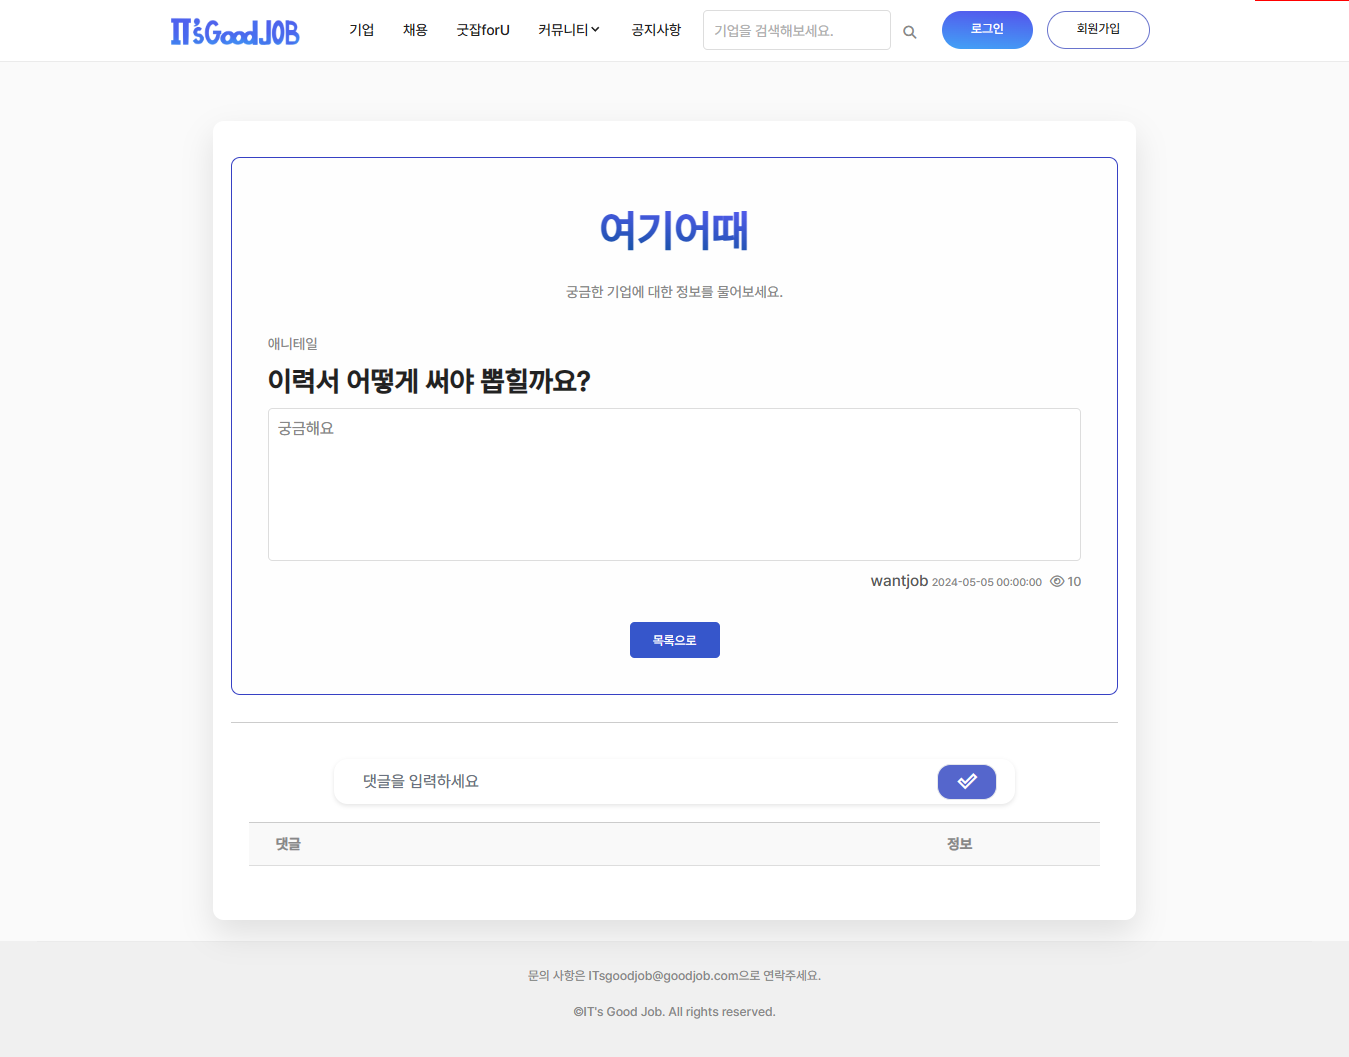 IT's Good JOB
기업 채용 굿잡forU 커뮤니티 공지사항 기업을 검색해보세요. 로그인 회원가입
여기어때
궁금한 기업에 대한 정보를 물어보세요.
애니테일
이력서 어떻게 써야 뽑힐까요?
궁금해요
wantjob 2024-05-05 00:00:00 10
목록으로
댓글을 입력하세요
댓글 정보
문의 사항은 ITsgoodjob@goodjob.com으로 연락주세요.
©IT's Good Job. All rights reserved.